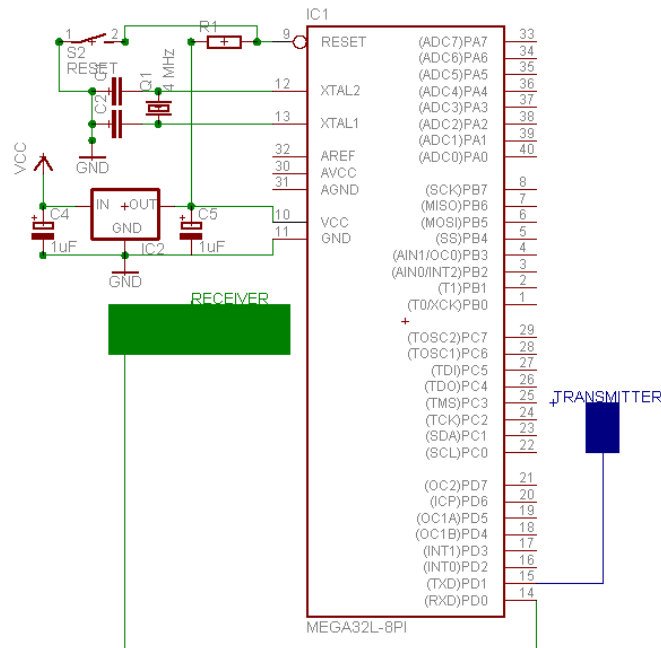 IC1
1
2
S2
RESET
R1
9
RESET
C1
C2
Q1
4 MHz
12
XTAL2
13
XTAL1
GND
32
AREF
30
AVCC
31
AGND
VCC
IN
OUT
GND
IC2
C4
1uF
C5
1uF
10
VCC
11
GND
GND
RECEIVER
(ADC7)PA7 33
(ADC6)PA6 34
(ADC5)PA5 35
(ADC4)PA4 36
(ADC3)PA3 37
(ADC2)PA2 38
(ADC1)PA1 39
(ADC0)PA0 40
(SCK)PB7 8
(MISO)PB6 7
(MOSI)PB5 6
(SS)PB4 5
(AIN1/OC0)PB3 4
(AIN0/INT2)PB2 3
(T1)PB1 2
(T0/XCK)PB0 1
(TOSC2)PC7 29
(TOSC1)PC6 28
(TDI)PC5 27
(TDO)PC4 26
(TMS)PC3 25
(TCK)PC2 24
(SDA)PC1 23
(SCL)PC0 22
(OC2)PD7 21
(ICP)PD6 20
(OC1A)PD5 19
(OC1B)PD4 18
(INT1)PD3 17
(INT0)PD2 16
(TXD)PD1 15
(RXD)PD0 14
TRANSMITTER
MEGA32L-8PI